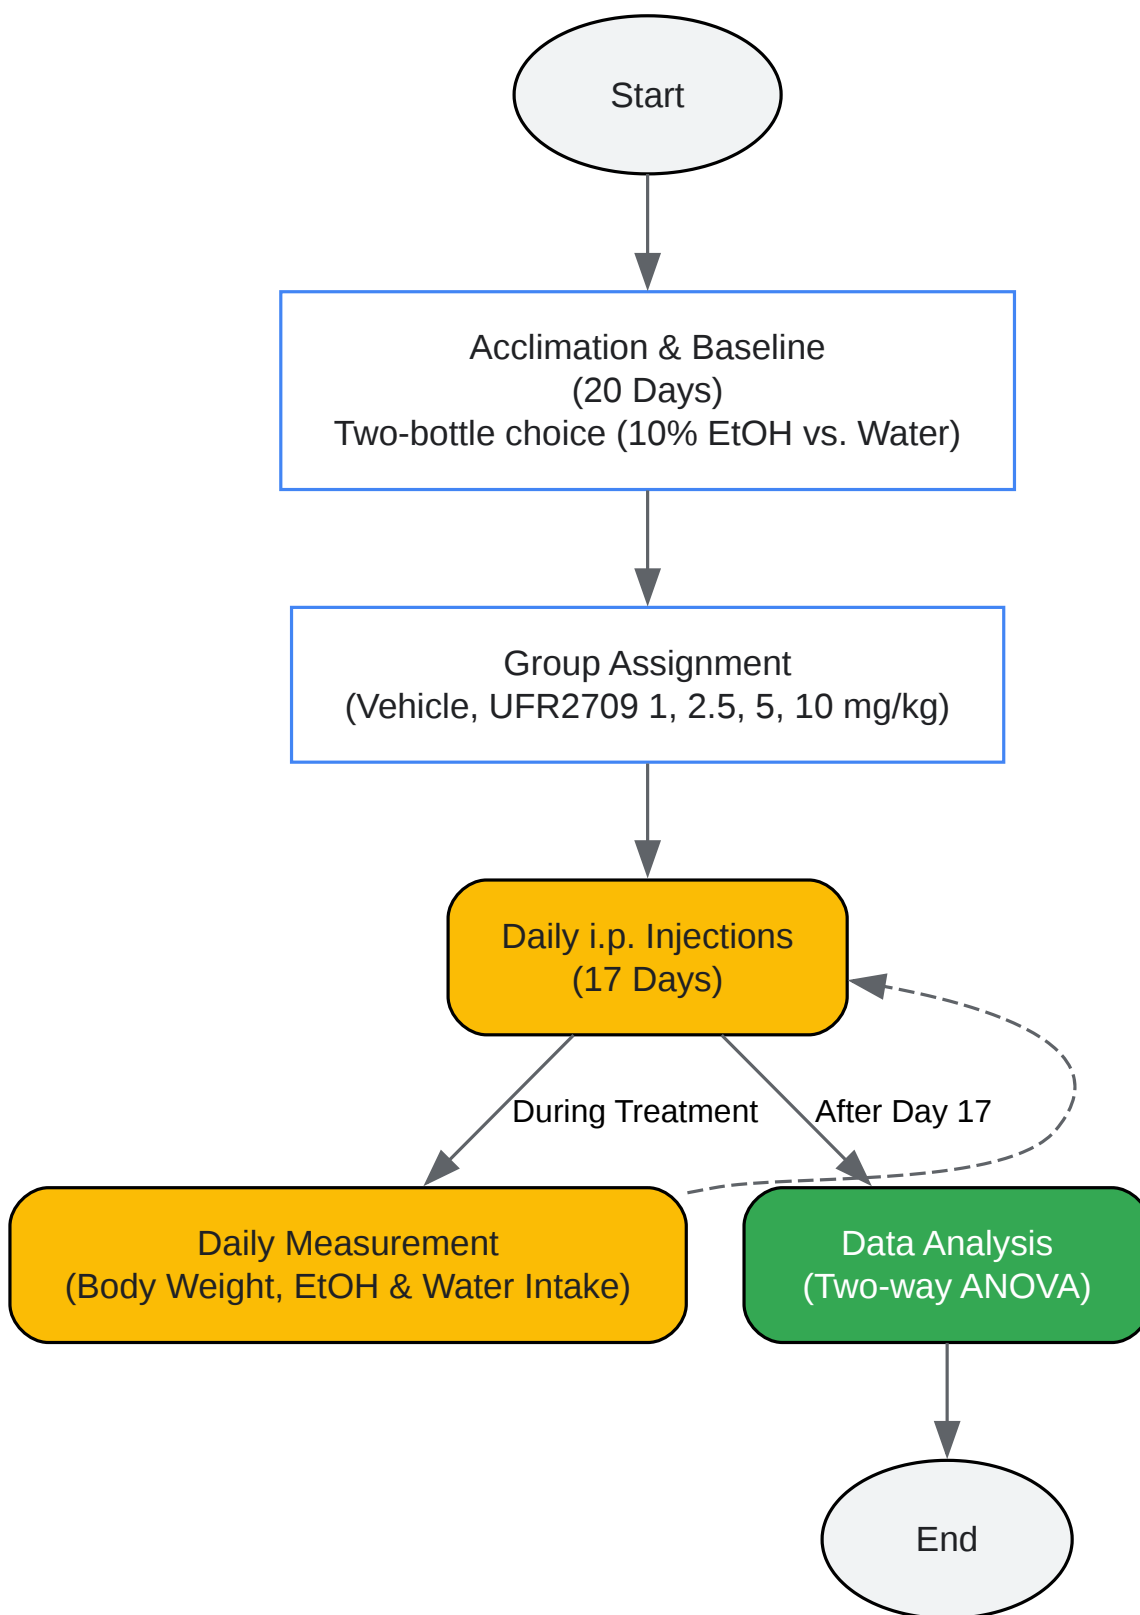 Start
Acclimation & Baseline
(20 Days)
Two-bottle choice (10% EtOH vs. Water)
Group Assignment
(Vehicle, UFR2709 1, 2.5, 5, 10 mg/kg)
Daily i.p. Injections
(17 Days)
During Treatment
After Day 17
Daily Measurement
(Body Weight, EtOH & Water Intake)
Data Analysis
(Two-way ANOVA)
End